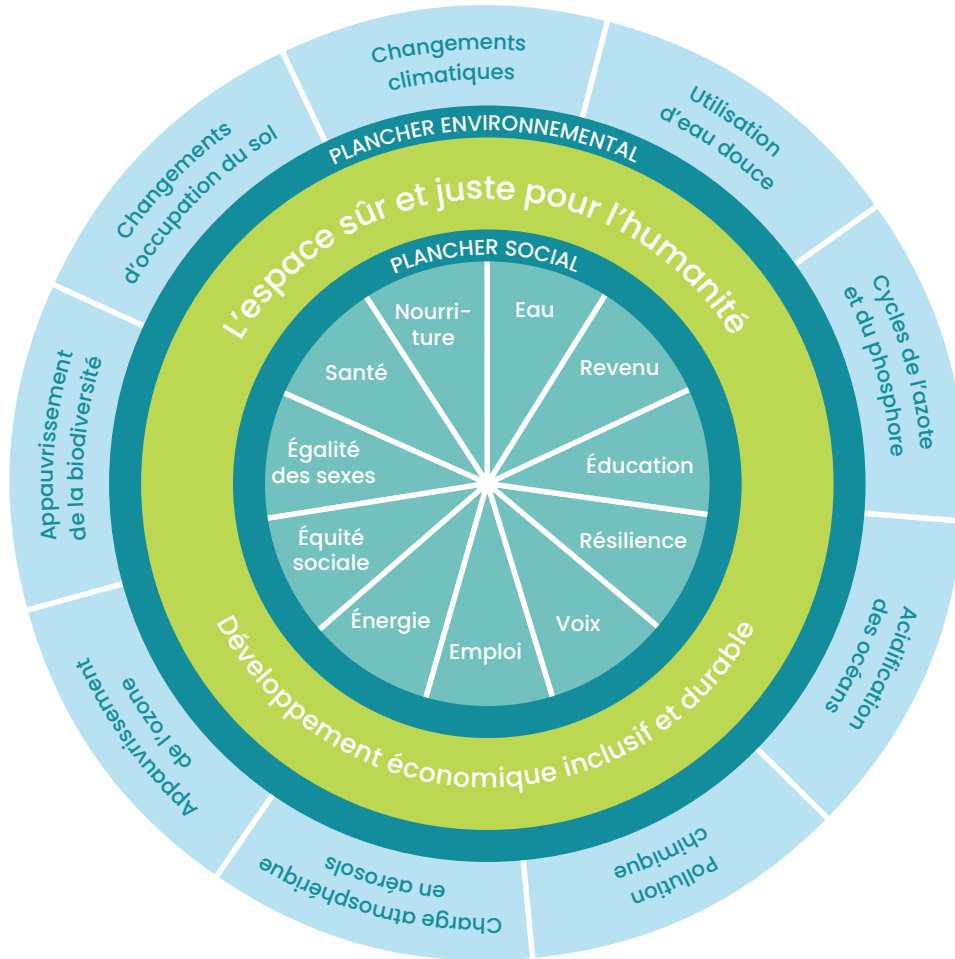 Changements
climatiques
Utilisation
d'eau douce
Cycles de l'azote
et du phosphore
Acidification
des océans
Pollution
chimique
Charge atmosphérique
en aérosols
Appauvrissement
de l'ozone
Appauvrissement
de la biodiversité
Changements
d'occupation du sol
PLANCHER ENVIRONNEMENTAL
L'espace sûr et juste pour l'humanité
PLANCHER SOCIAL
Eau
Revenu
Éducation
Résilience
Voix
Emploi
Énergie
Équité
sociale
Égalité
des sexes
Santé
Nourri-
ture
Développement économique inclusif et durable